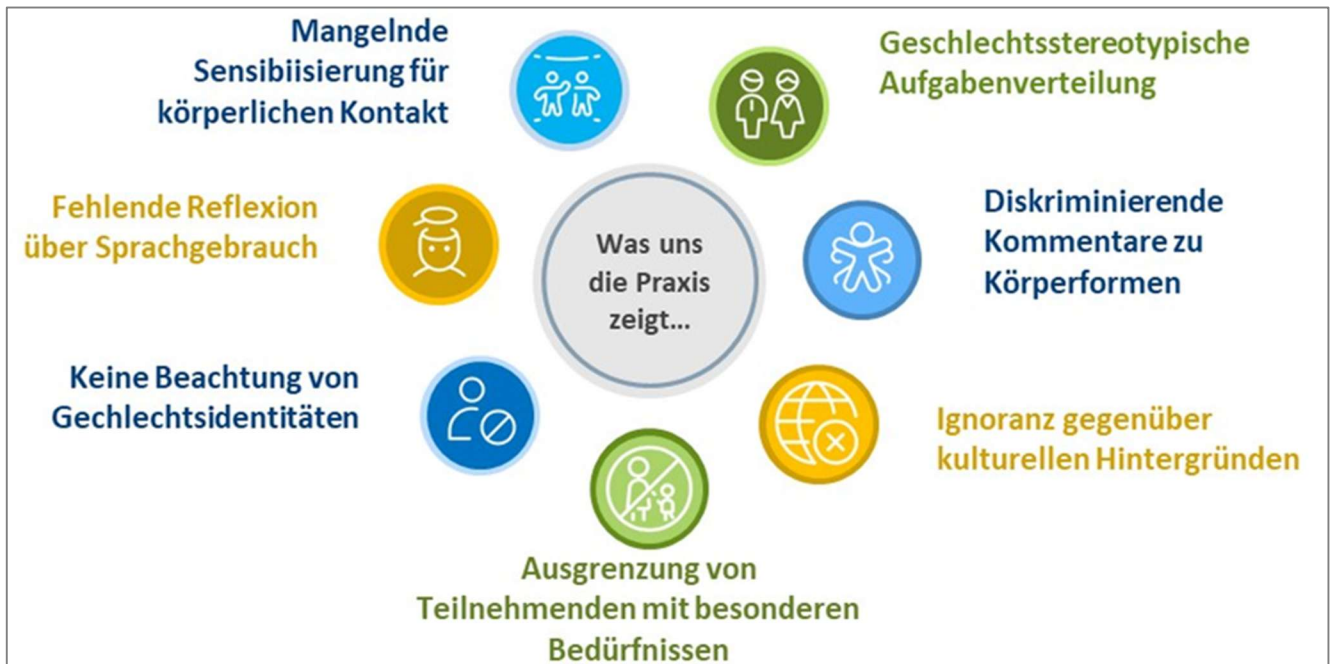 Mangelnde
Sensibiisierung für
körperlichen Kontakt
Geschlechtsstereotypische
Aufgabenverteilung
Fehlende Reflexion
über Sprachgebrauch
Was uns
die Praxis
zeigt...
Diskriminierende
Kommentare zu
Körperformen
Keine Beachtung von
Gechlechtsidentitäten
Ignoranz gegenüber
kulturellen Hintergründen
Ausgrenzung von
Teilnehmenden mit besonderen
Bedürfnissen